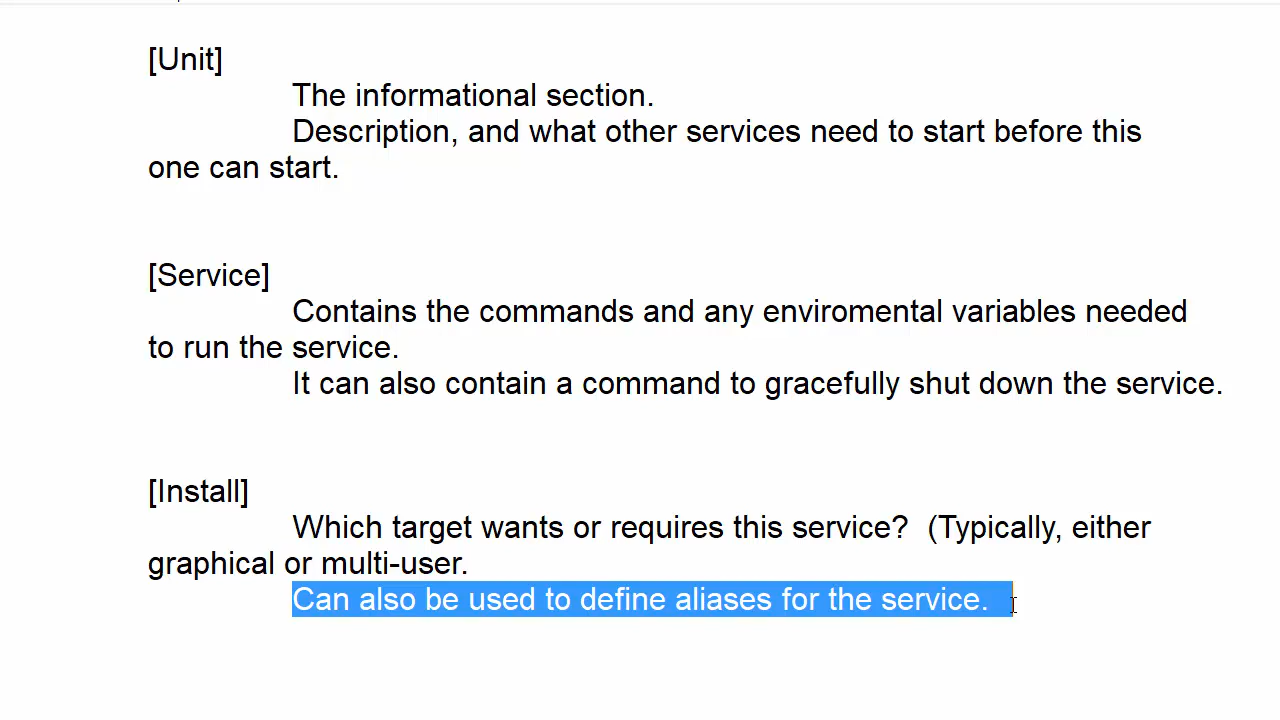 [Unit]
The informational section.
Description, and what other services need to start before this
one can start.
[Service]
Contains the commands and any enviromental variables needed
to run the service.
It can also contain a command to gracefully shut down the service.
[Install]
Which target wants or requires this service?  (Typically, either
graphical or multi-user.
Can also be used to define aliases for the service.